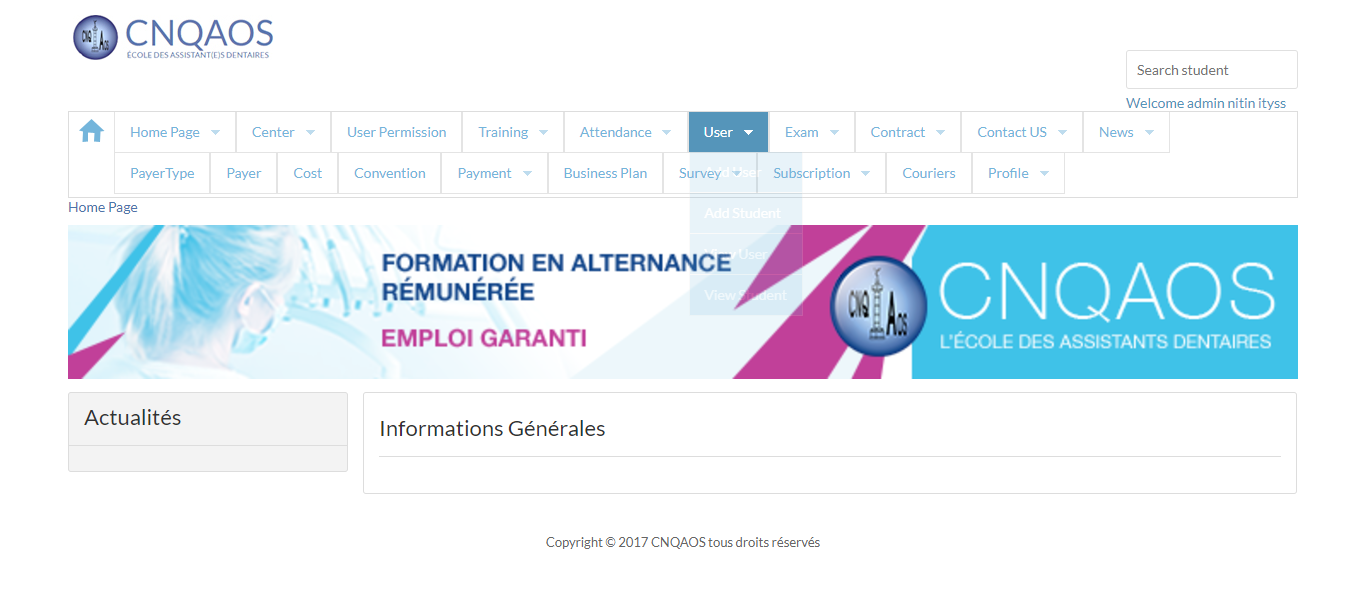 CNQAOS
ÉCOLE DES ASSISTANT(E)S DENTAIRES
Search student
Welcome admin nitin ityss
Home Page Center User Permission Training Attendance User Exam Contract Contact US News
PayerType Payer Cost Convention Payment Business Plan Survey Subscription Couriers Profile
Add User
Add Student
View User
View Student
Home Page
FORMATION EN ALTERNANCE
RÉMUNÉRÉE
EMPLOI GARANTI
CNQ AOS
CNQAOS
L'ÉCOLE DES ASSISTANTS DENTAIRES
Actualités
Informations Générales
Copyright © 2017 CNQAOS tous droits réservés